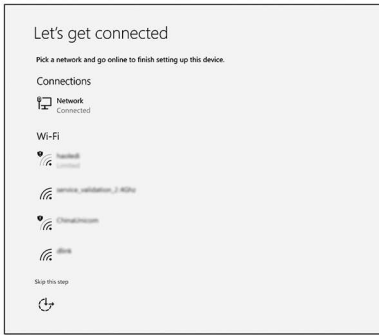 Let's get connected
Pick a network and go online to finish setting up this device.
Connections
Network
Connected
Wi-Fi
service_validation_2.4Ghz
ChinaUnicom
dlink
Skip this step